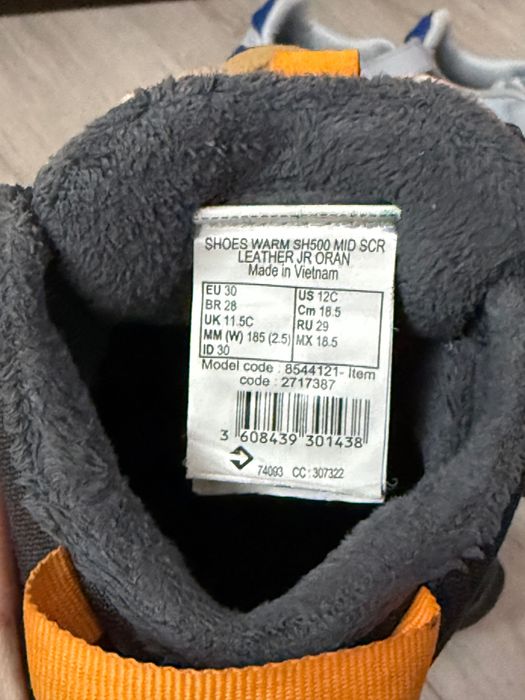 SHOES WARM SH500 MID SCR
LEATHER JR ORAN
Made in Vietnam
EU 30
BR 28
UK 11.5C
MM (W) 185 (2.5)
ID 30
US 12C
Cm 18.5
RU 29
MX 18.5
Model code : 8544121- Item
code : 2717387
3 608439 301438
74093 CC : 307322